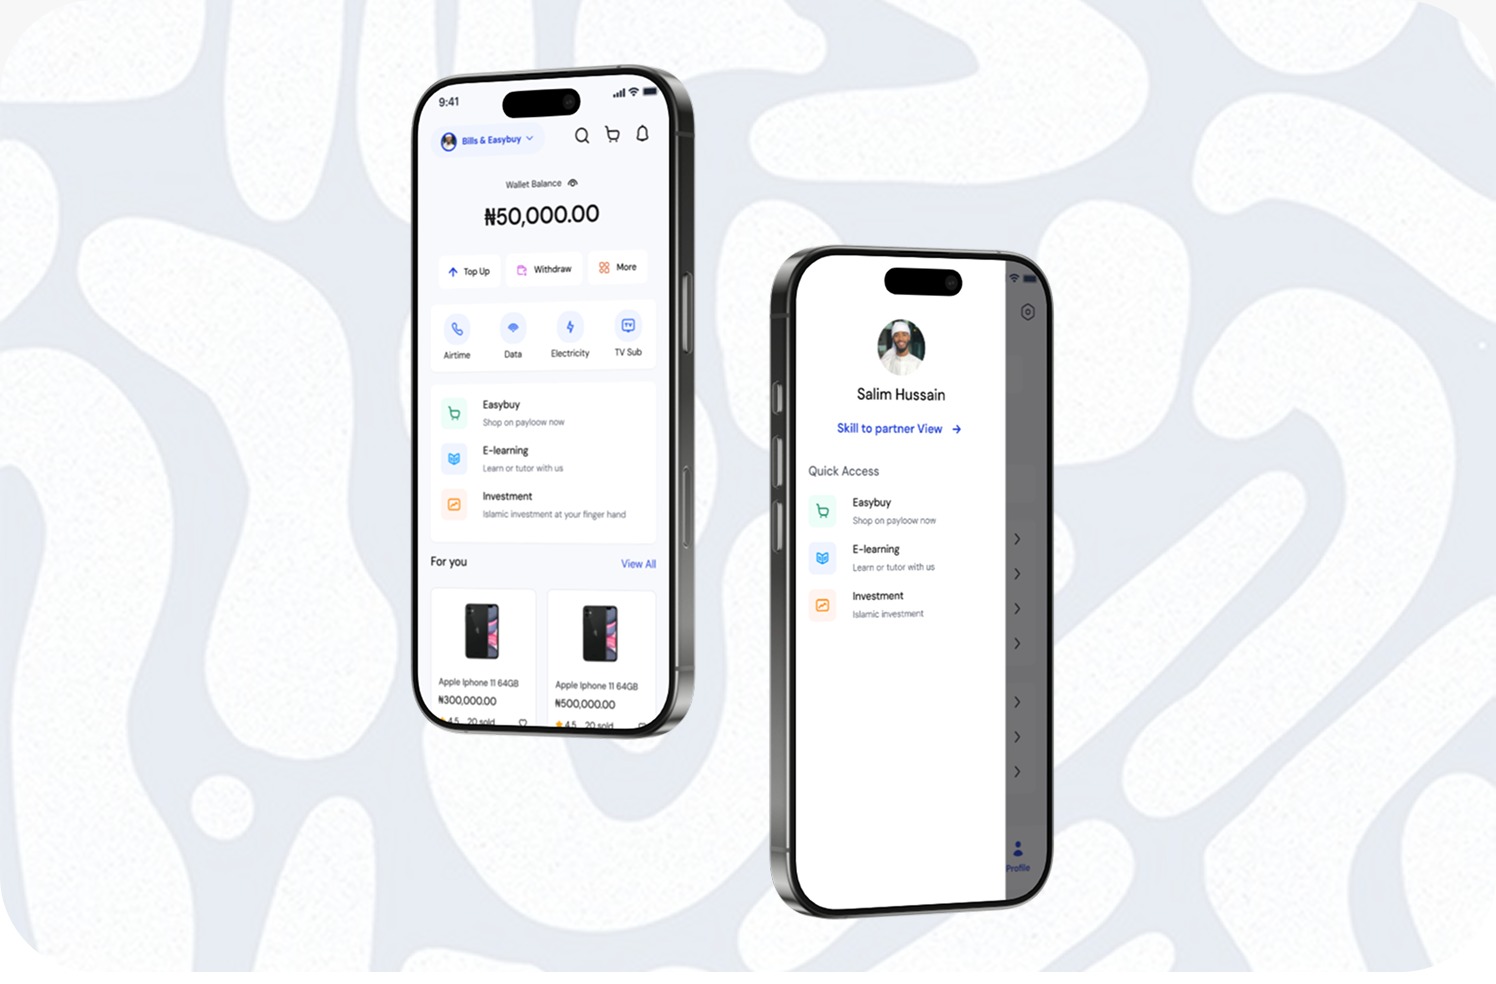 9:41
Bills & Easybuy
Wallet Balance
₦50,000.00
Top Up
Withdraw
More
Airtime
Data
Electricity
TV Sub
Easybuy
Shop on payloow now
E-learning
Learn or tutor with us
Investment
Islamic investment at your finger hand
For you
View All
Apple Iphone 11 64GB
₦300,000.00
4.5 20 sold
Apple Iphone 11 64GB
₦500,000.00
4.5 20 sold
Salim Hussain
Skill to partner View
Quick Access
Easybuy
Shop on payloow now
E-learning
Learn or tutor with us
Investment
Islamic investment
Profile